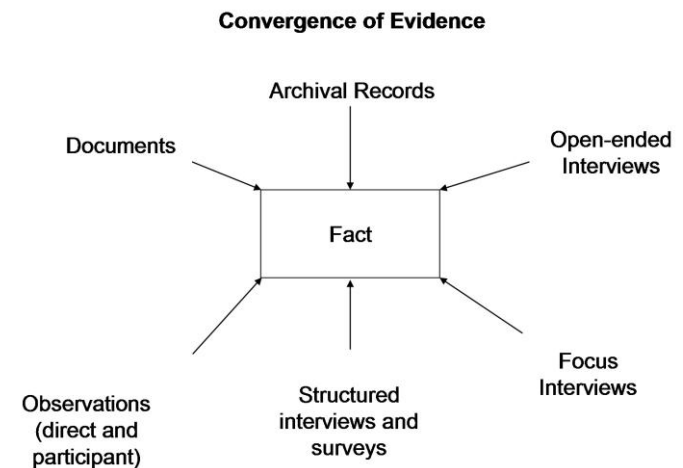 Convergence of Evidence
Archival Records
Documents
Open-ended
Interviews
Fact
Focus
Interviews
Structured
interviews and
surveys
Observations
(direct and
participant)